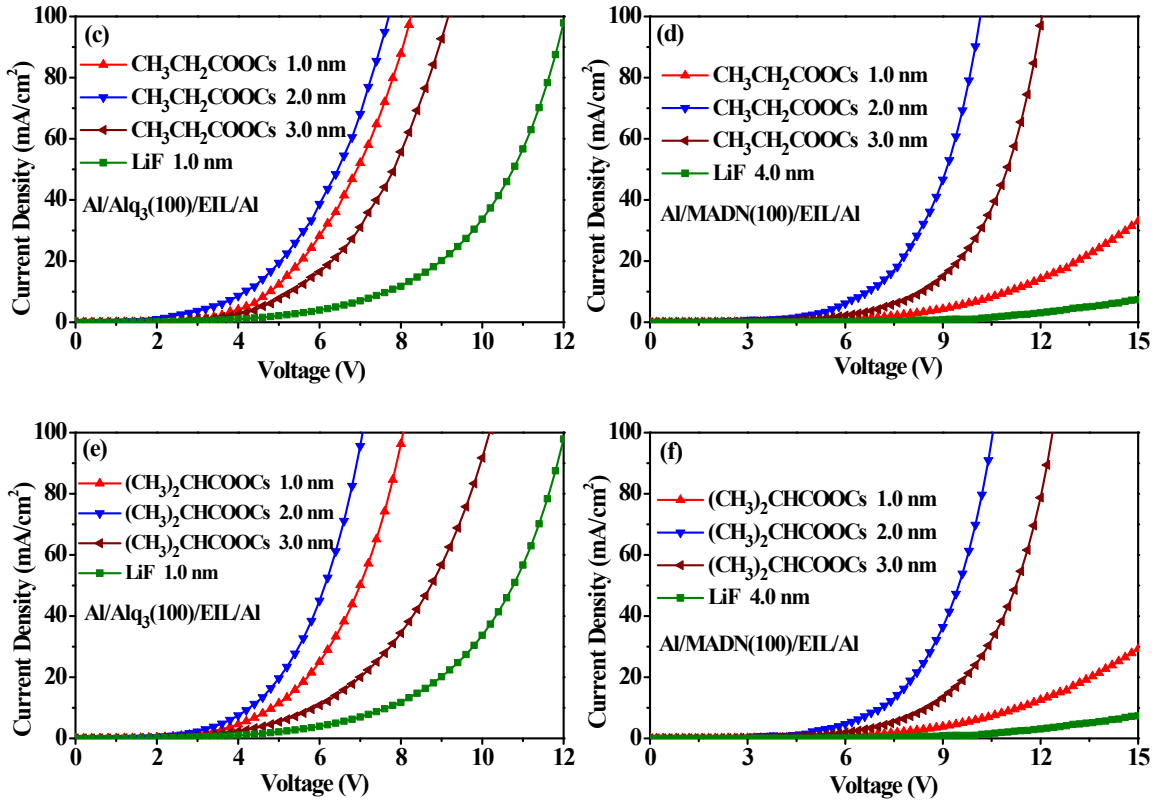 (c)
CH₃CH₂COOCs 1.0 nm
CH₃CH₂COOCs 2.0 nm
CH₃CH₂COOCs 3.0 nm
LiF 1.0 nm
Al/Alq₃(100)/EIL/Al
Current Density (mA/cm²)
100
80
60
40
20
0
0 2 4 6 8 10 12
Voltage (V)
(d)
CH₃CH₂COOCs 1.0 nm
CH₃CH₂COOCs 2.0 nm
CH₃CH₂COOCs 3.0 nm
LiF 4.0 nm
Al/MADN(100)/EIL/Al
Current Density (mA/cm²)
100
80
60
40
20
0
0 3 6 9 12 15
Voltage (V)
(e)
(CH₃)₂CHCOOCs 1.0 nm
(CH₃)₂CHCOOCs 2.0 nm
(CH₃)₂CHCOOCs 3.0 nm
LiF 1.0 nm
Al/Alq₃(100)/EIL/Al
Current Density (mA/cm²)
100
80
60
40
20
0
0 2 4 6 8 10 12
Voltage (V)
(f)
(CH₃)₂CHCOOCs 1.0 nm
(CH₃)₂CHCOOCs 2.0 nm
(CH₃)₂CHCOOCs 3.0 nm
LiF 4.0 nm
Al/MADN(100)/EIL/Al
Current Density (mA/cm²)
100
80
60
40
20
0
0 3 6 9 12 15
Voltage (V)